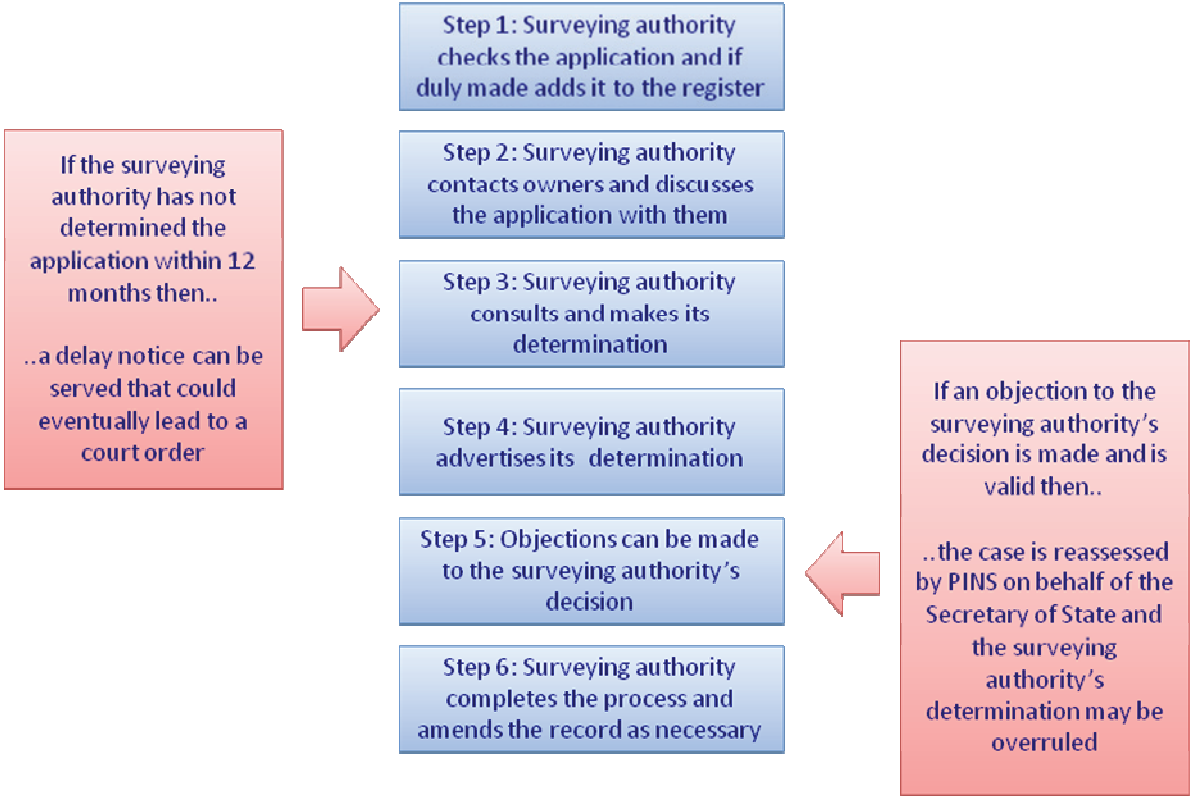 Step 1: Surveying authority
checks the application and if
duly made adds it to the register
Step 2: Surveying authority
contacts owners and discusses
the application with them
Step 3: Surveying authority
consults and makes its
determination
Step 4: Surveying authority
advertises its determination
Step 5: Objections can be made
to the surveying authority's
decision
Step 6: Surveying authority
completes the process and
amends the record as necessary
If the surveying
authority has not
determined the
application within 12
months then..
..a delay notice can be
served that could
eventually lead to a
court order
If an objection to the
surveying authority's
decision is made and is
valid then..
..the case is reassessed
by PINS on behalf of the
Secretary of State and
the surveying
authority's
determination may be
overruled